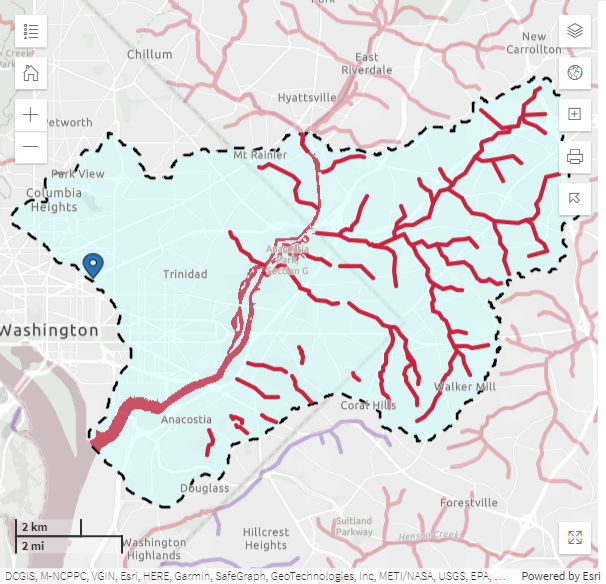 Park
New
Carrollton
Chillum
East
Riverdale
Hyattsville
Petworth
Mt Rainier
Park View
Columbia
Heights
Anacostia
Park
Section G
Trinidad
Washington
Walker Mill
Coral Hills
Anacostia
Douglass
Forestville
Suitland
Parkway
Henson Creek
Hillcrest
Heights
Washington
Highlands
2 km
2 mi
DCGIS, M-NCPPC, VGIN, Esri, HERE, Garmin, SafeGraph, GeoTechnologies, Inc, METI/NASA, USGS, EPA, ...
Powered by Esri